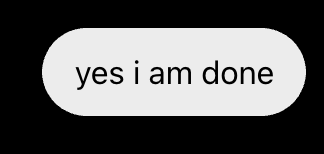 yes i am done